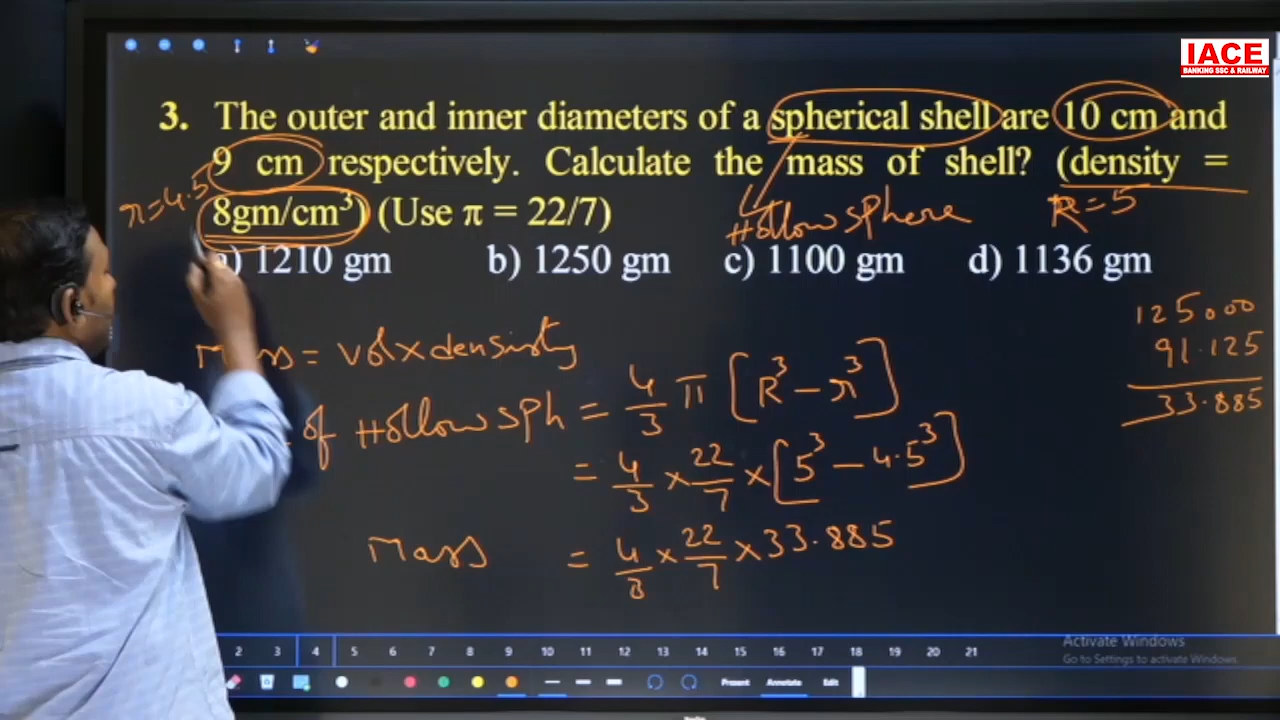 IACE
BANKING SSC & RAILWAY
3. The outer and inner diameters of a spherical shell are 10 cm and
9 cm respectively. Calculate the mass of shell? (density =
8gm/cm³) (Use π = 22/7)
r=4.5
Hollow sphere
R=5
a) 1210 gm b) 1250 gm c) 1100 gm d) 1136 gm
Mass = vol×densisty
of Hollow sph = 4/3 π [R³ − r³]
= 4/3 × 22/7 × [5³ − 4.5³]
Mass = 4/3 × 22/7 × 33.885
125.000
91.125
33.885
Activate Windows
Go to Settings to activate Windows.
2 3 4 5 6 7 8 9 10 11 12 13 14 15 16 17 18 19 20 21
Present Annotate Edit